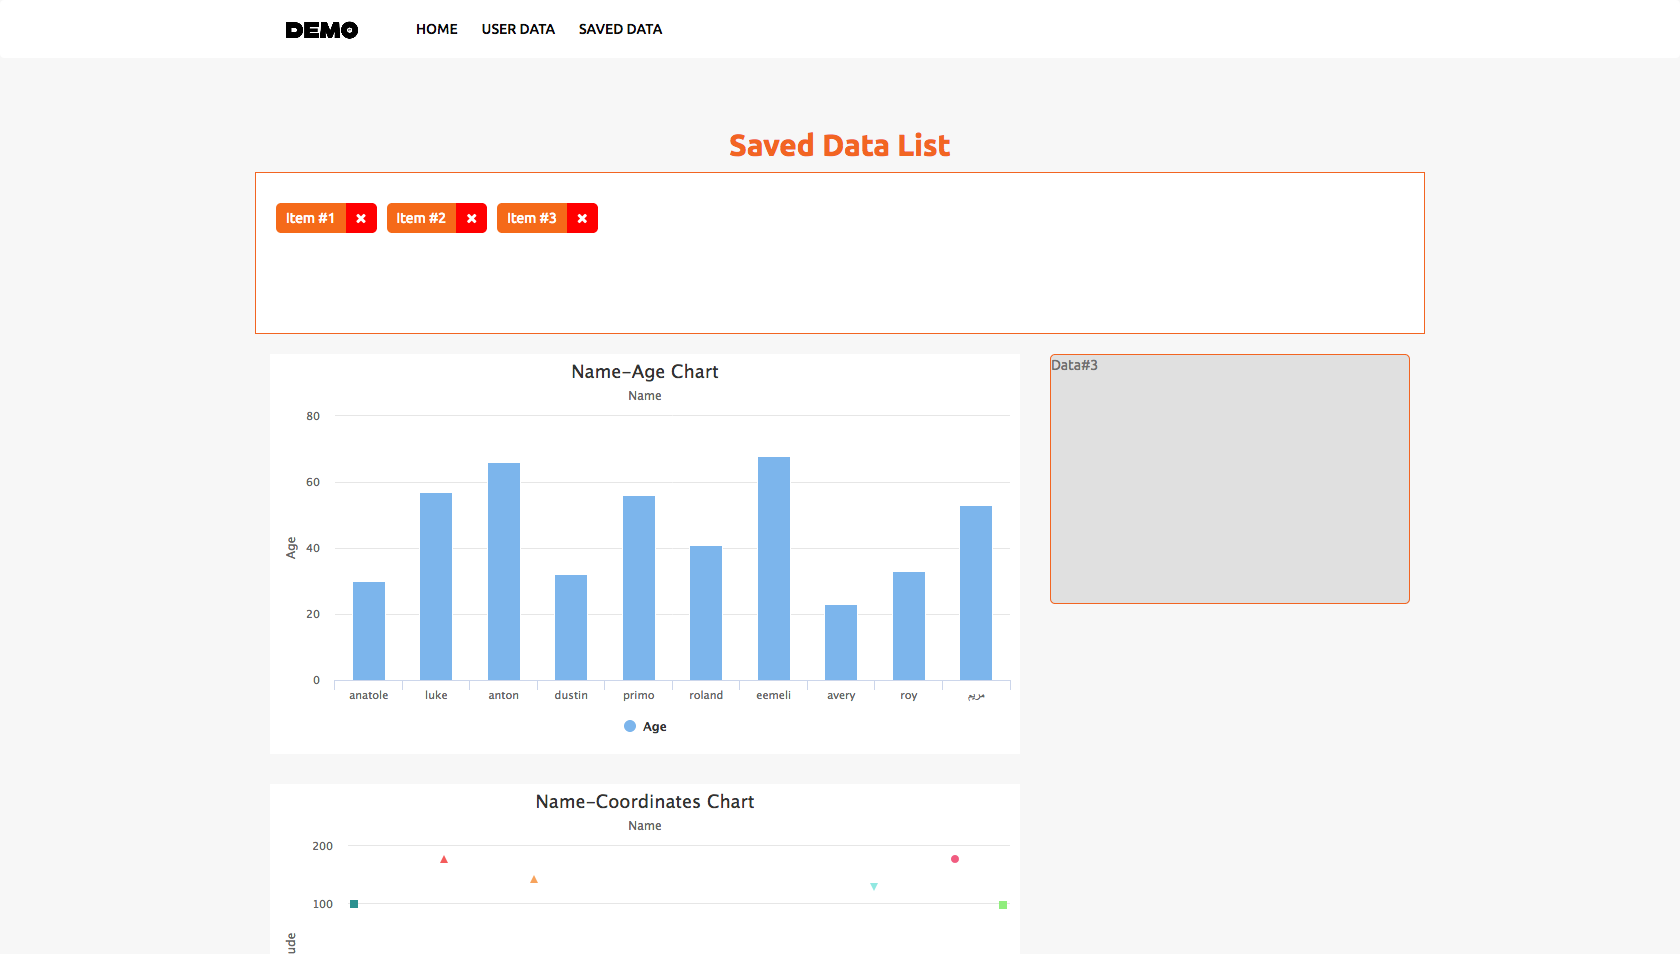 DEMO HOME USER DATA SAVED DATA
Saved Data List
Item #1 × Item #2 × Item #3 ×
Name-Age Chart
Name
80
60
40
20
0
Age
anatole luke anton dustin primo roland eemeli avery roy مريم
Age
Data#3
Name-Coordinates Chart
Name
200
100